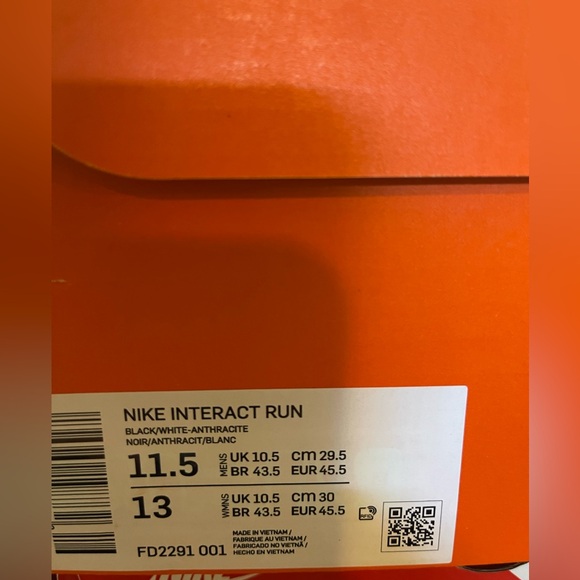 NIKE INTERACT RUN
BLACK/WHITE-ANTHRACITE
NOIR/ANTHRACIT/BLANC
11.5 MENS UK 10.5 CM 29.5
BR 43.5 EUR 45.5
13 WMNS UK 10.5 CM 30
BR 43.5 EUR 45.5
MADE IN VIETNAM /
FABRIQUE AU VIETNAM /
FABRICADO NO VIETNÃ /
HECHO EN VIETNAM
FD2291 001